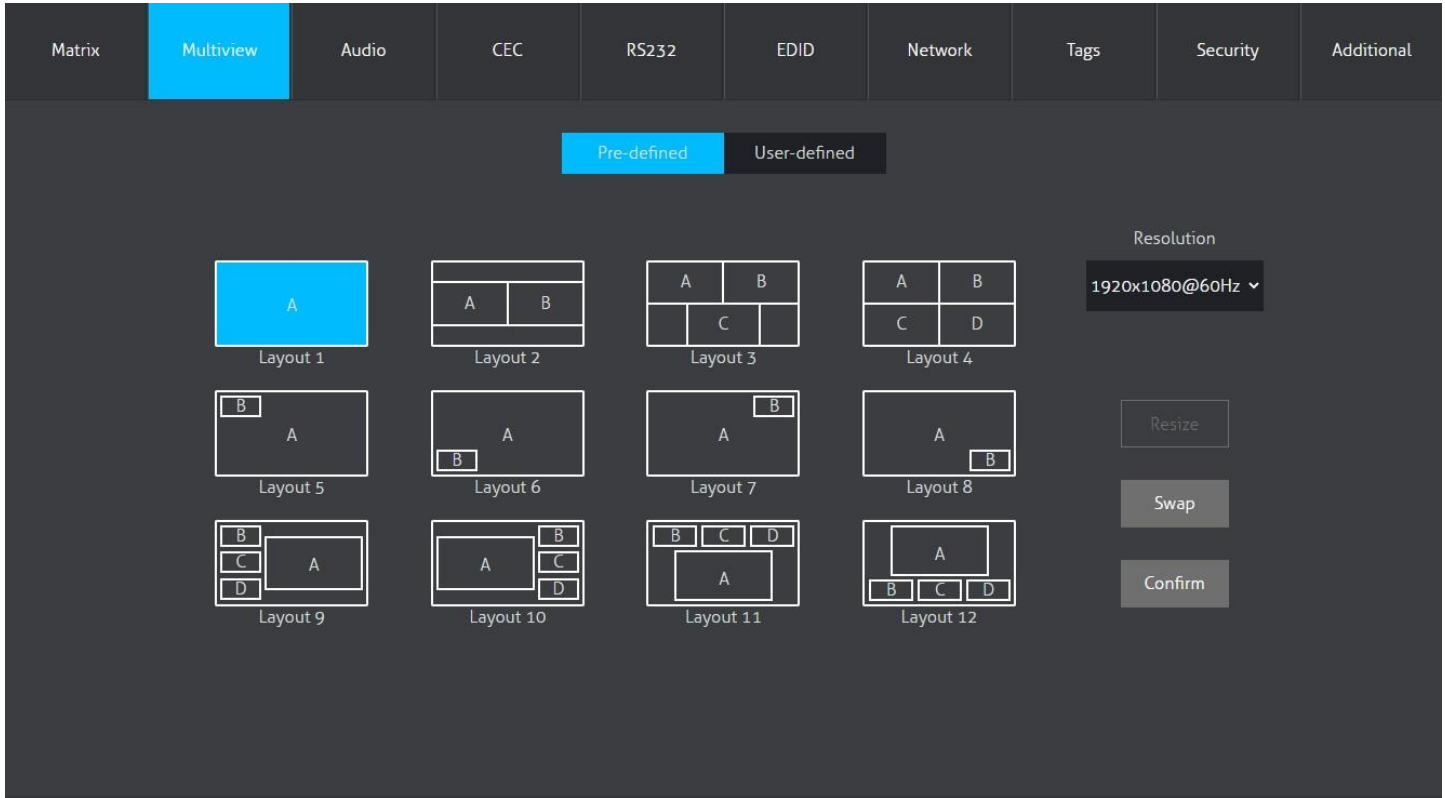 Matrix Multiview Audio CEC RS232 EDID Network Tags Security Additional
Pre-defined User-defined
Resolution
1920x1080@60Hz
A
A B
A B
C
A B
C D
Layout 1 Layout 2 Layout 3 Layout 4
B
A
A
B
B
A
A
B
Resize
Layout 5 Layout 6 Layout 7 Layout 8
Swap
B
C
D
A
A
B
C
D
B C D
A
A
B C D
Confirm
Layout 9 Layout 10 Layout 11 Layout 12